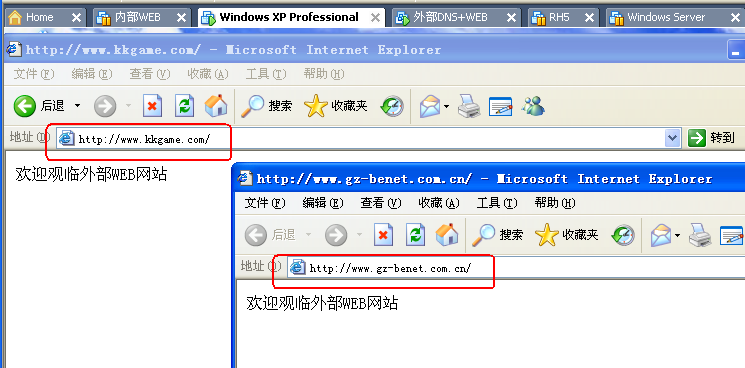 Home 内部WEB Windows XP Professional 外部DNS+WEB RH5 Windows Server
http://www.kkgame.com/ - Microsoft Internet Explorer
文件(F) 编辑(E) 查看(V) 收藏(A) 工具(T) 帮助(H)
后退 搜索 收藏夹
地址(D) http://www.kkgame.com/ 转到
欢迎观临外部WEB网站
http://www.gz-benet.com.cn/ - Microsoft Internet Explorer
文件(F) 编辑(E) 查看(V) 收藏(A) 工具(T) 帮助(H)
后退 搜索 收藏夹
地址(D) http://www.gz-benet.com.cn/
欢迎观临外部WEB网站